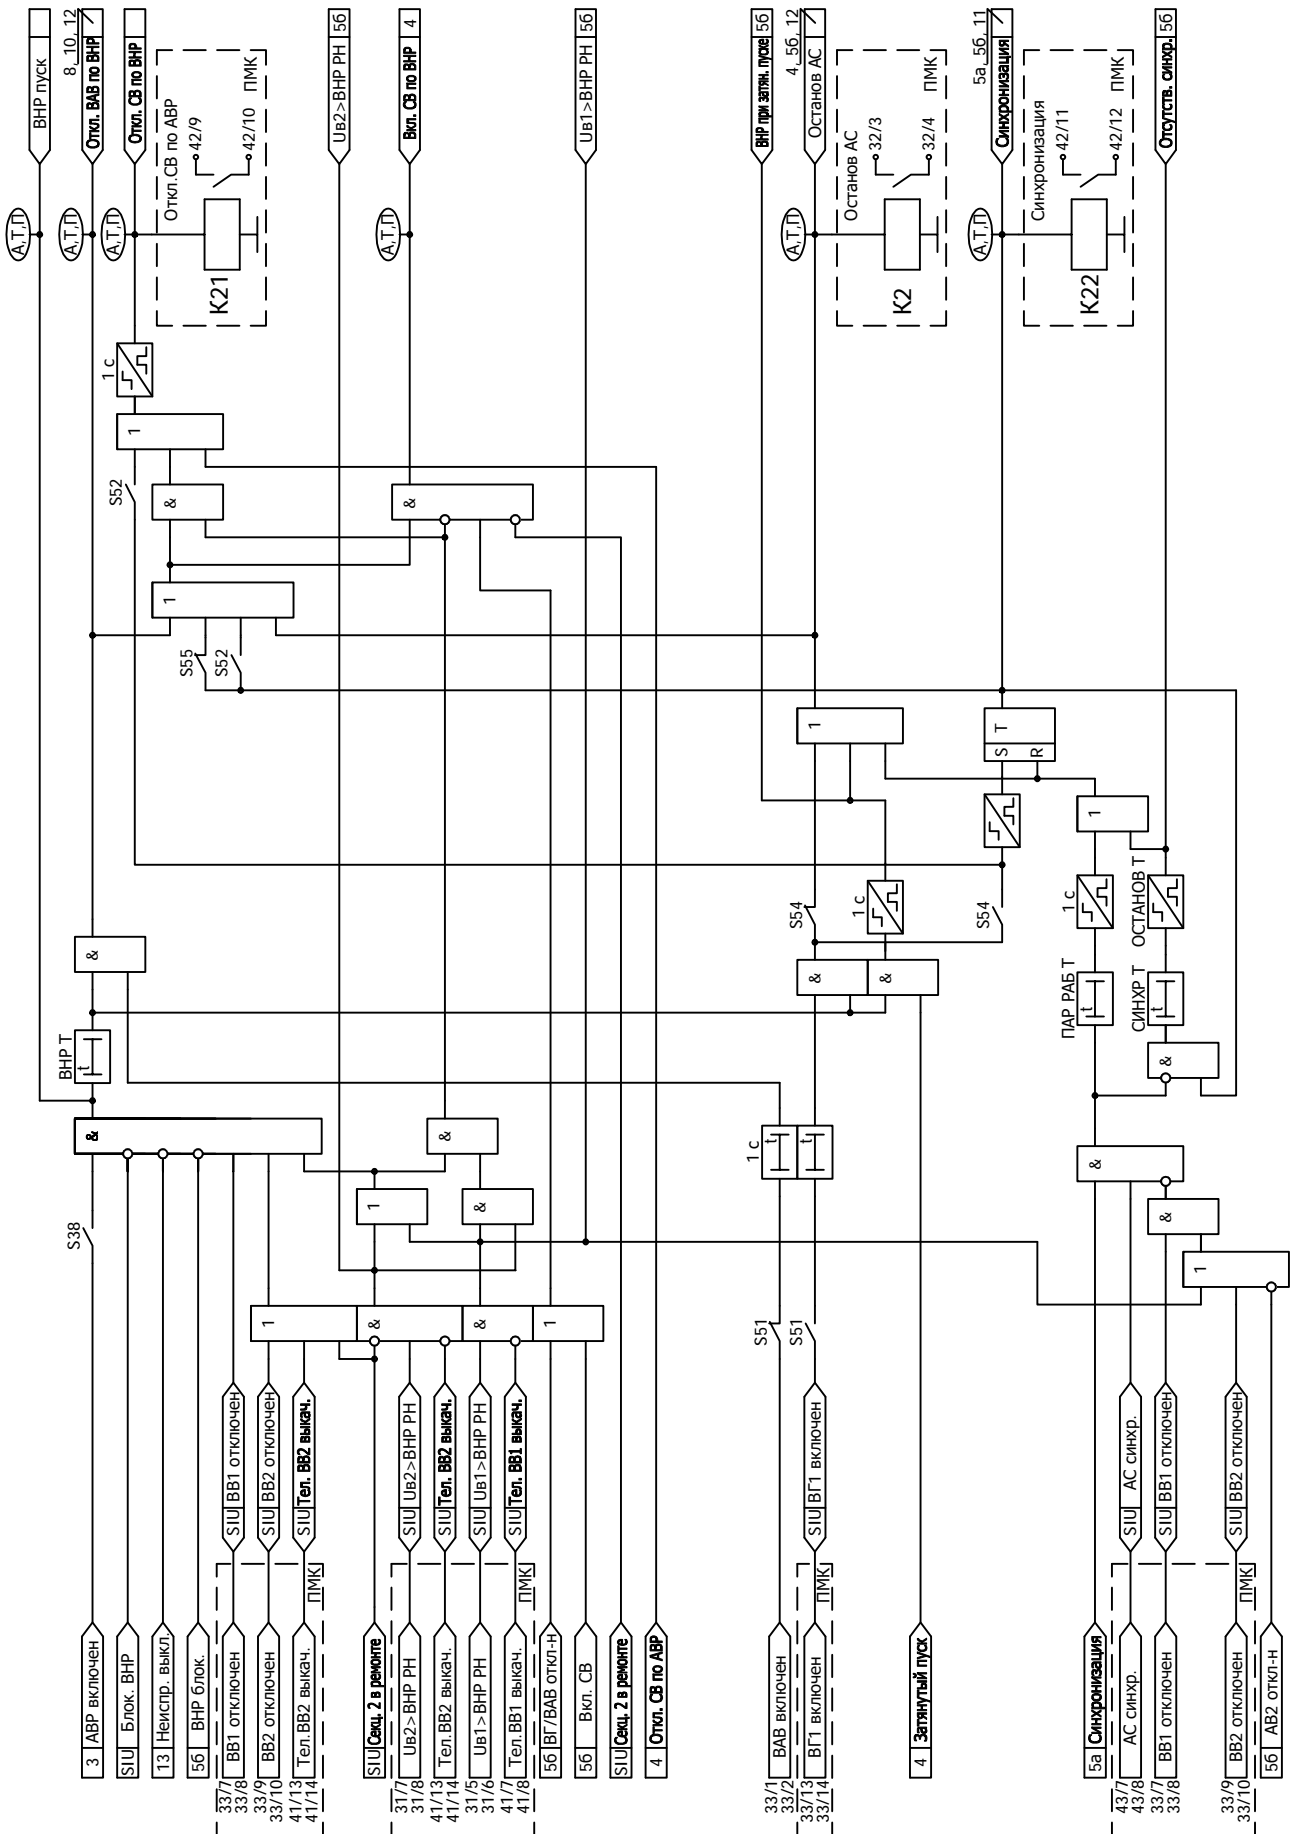 3 АВР включен
SIU Блок. ВНР
13 Неиспр. выкл.
5б ВНР блок.
33/7
33/8
ВВ1 отключен
SIU ВВ1 отключен
33/9
33/10
ВВ2 отключен
SIU ВВ2 отключен
41/13
41/14
Тел.ВВ2 выкач.
SIU Тел. ВВ2 выкач.
ПМК
SIU Секц. 2 в ремонте
31/7
31/8
Uв2>ВНР РН
SIU Uв2>ВНР РН
41/13
41/14
Тел.ВВ2 выкач.
SIU Тел. ВВ2 выкач.
31/5
31/6
Uв1>ВНР РН
SIU Uв1>ВНР РН
41/7
41/8
Тел.ВВ1 выкач.
SIU Тел. ВВ1 выкач.
ПМК
5б ВГ/ВАВ откл-н
5б Вкл. СВ
SIU Секц. 2 в ремонте
4 Откл. СВ по АВР
33/1
33/2
ВАВ включен
33/13
33/14
ВГ1 включен
SIU ВГ1 включен
ПМК
4 Затянутый пуск
5а Синхронизация
43/7
43/8
АС синхр.
SIU АС синхр.
33/7
33/8
ВВ1 отключен
SIU ВВ1 отключен
33/9
33/10
ВВ2 отключен
SIU ВВ2 отключен
ПМК
5б АВ2 откл-н
S38
&
1
&
&
1
1
&
&
S51
S51
1
&
&
ВНР Т
t
1 с
t
t
&
ПАР РАБ Т
t
СИНХР Т
t
&
&
&
1 с
ОСТАНОВ Т
S54
1 с
S54
1
1
S T
R
S55
S52
1
S52
&
&
1
1 с
ВНР пуск
А,Т,П
8, 10, 12
Откл. ВАВ по ВНР
А,Т,П
Откл. СВ по ВНР
А,Т,П
K21
Откл.СВ по АВР
42/9
42/10
ПМК
Uв2>ВНР РН 5б
Вкл. СВ по ВНР 4
А,Т,П
Uв1>ВНР РН 5б
ВНР при затян. пуске 5б
4, 5б, 12
Останов АС
А,Т,П
K2
Останов АС
32/3
32/4
ПМК
5а, 5б, 11
Синхронизация
А,Т,П
K22
Синхронизация
42/11
42/12
ПМК
Отсутств. синхр. 5б